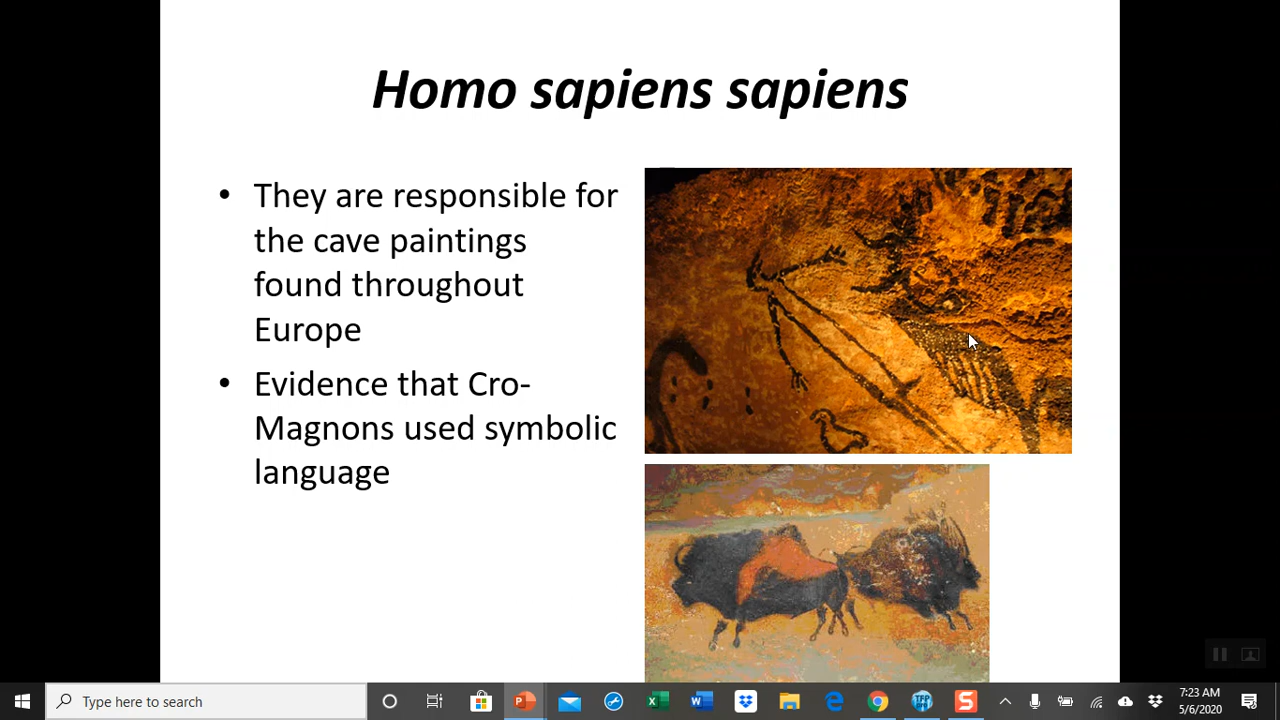 Homo sapiens sapiens
• They are responsible for
the cave paintings
found throughout
Europe
• Evidence that Cro-
Magnons used symbolic
language
Type here to search
7:23 AM
5/6/2020